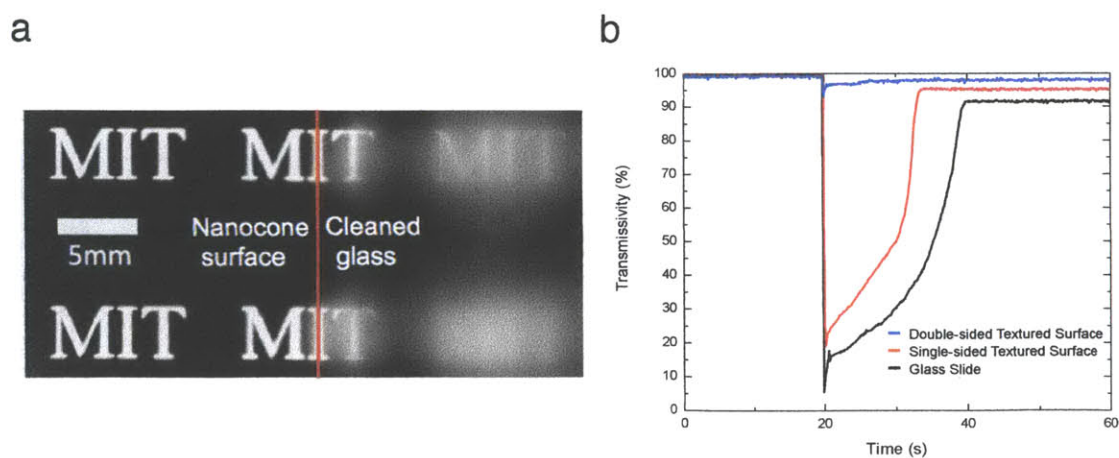 a
MIT MIT MIT
Nanocone Cleaned
5mm surface glass
MIT MIT
b
100
90
80
70
60
50
40
30
20
10
0
Transmissivity (%)
Double-sided Textured Surface
Single-sided Textured Surface
Glass Slide
0 20 40 60
Time (s)